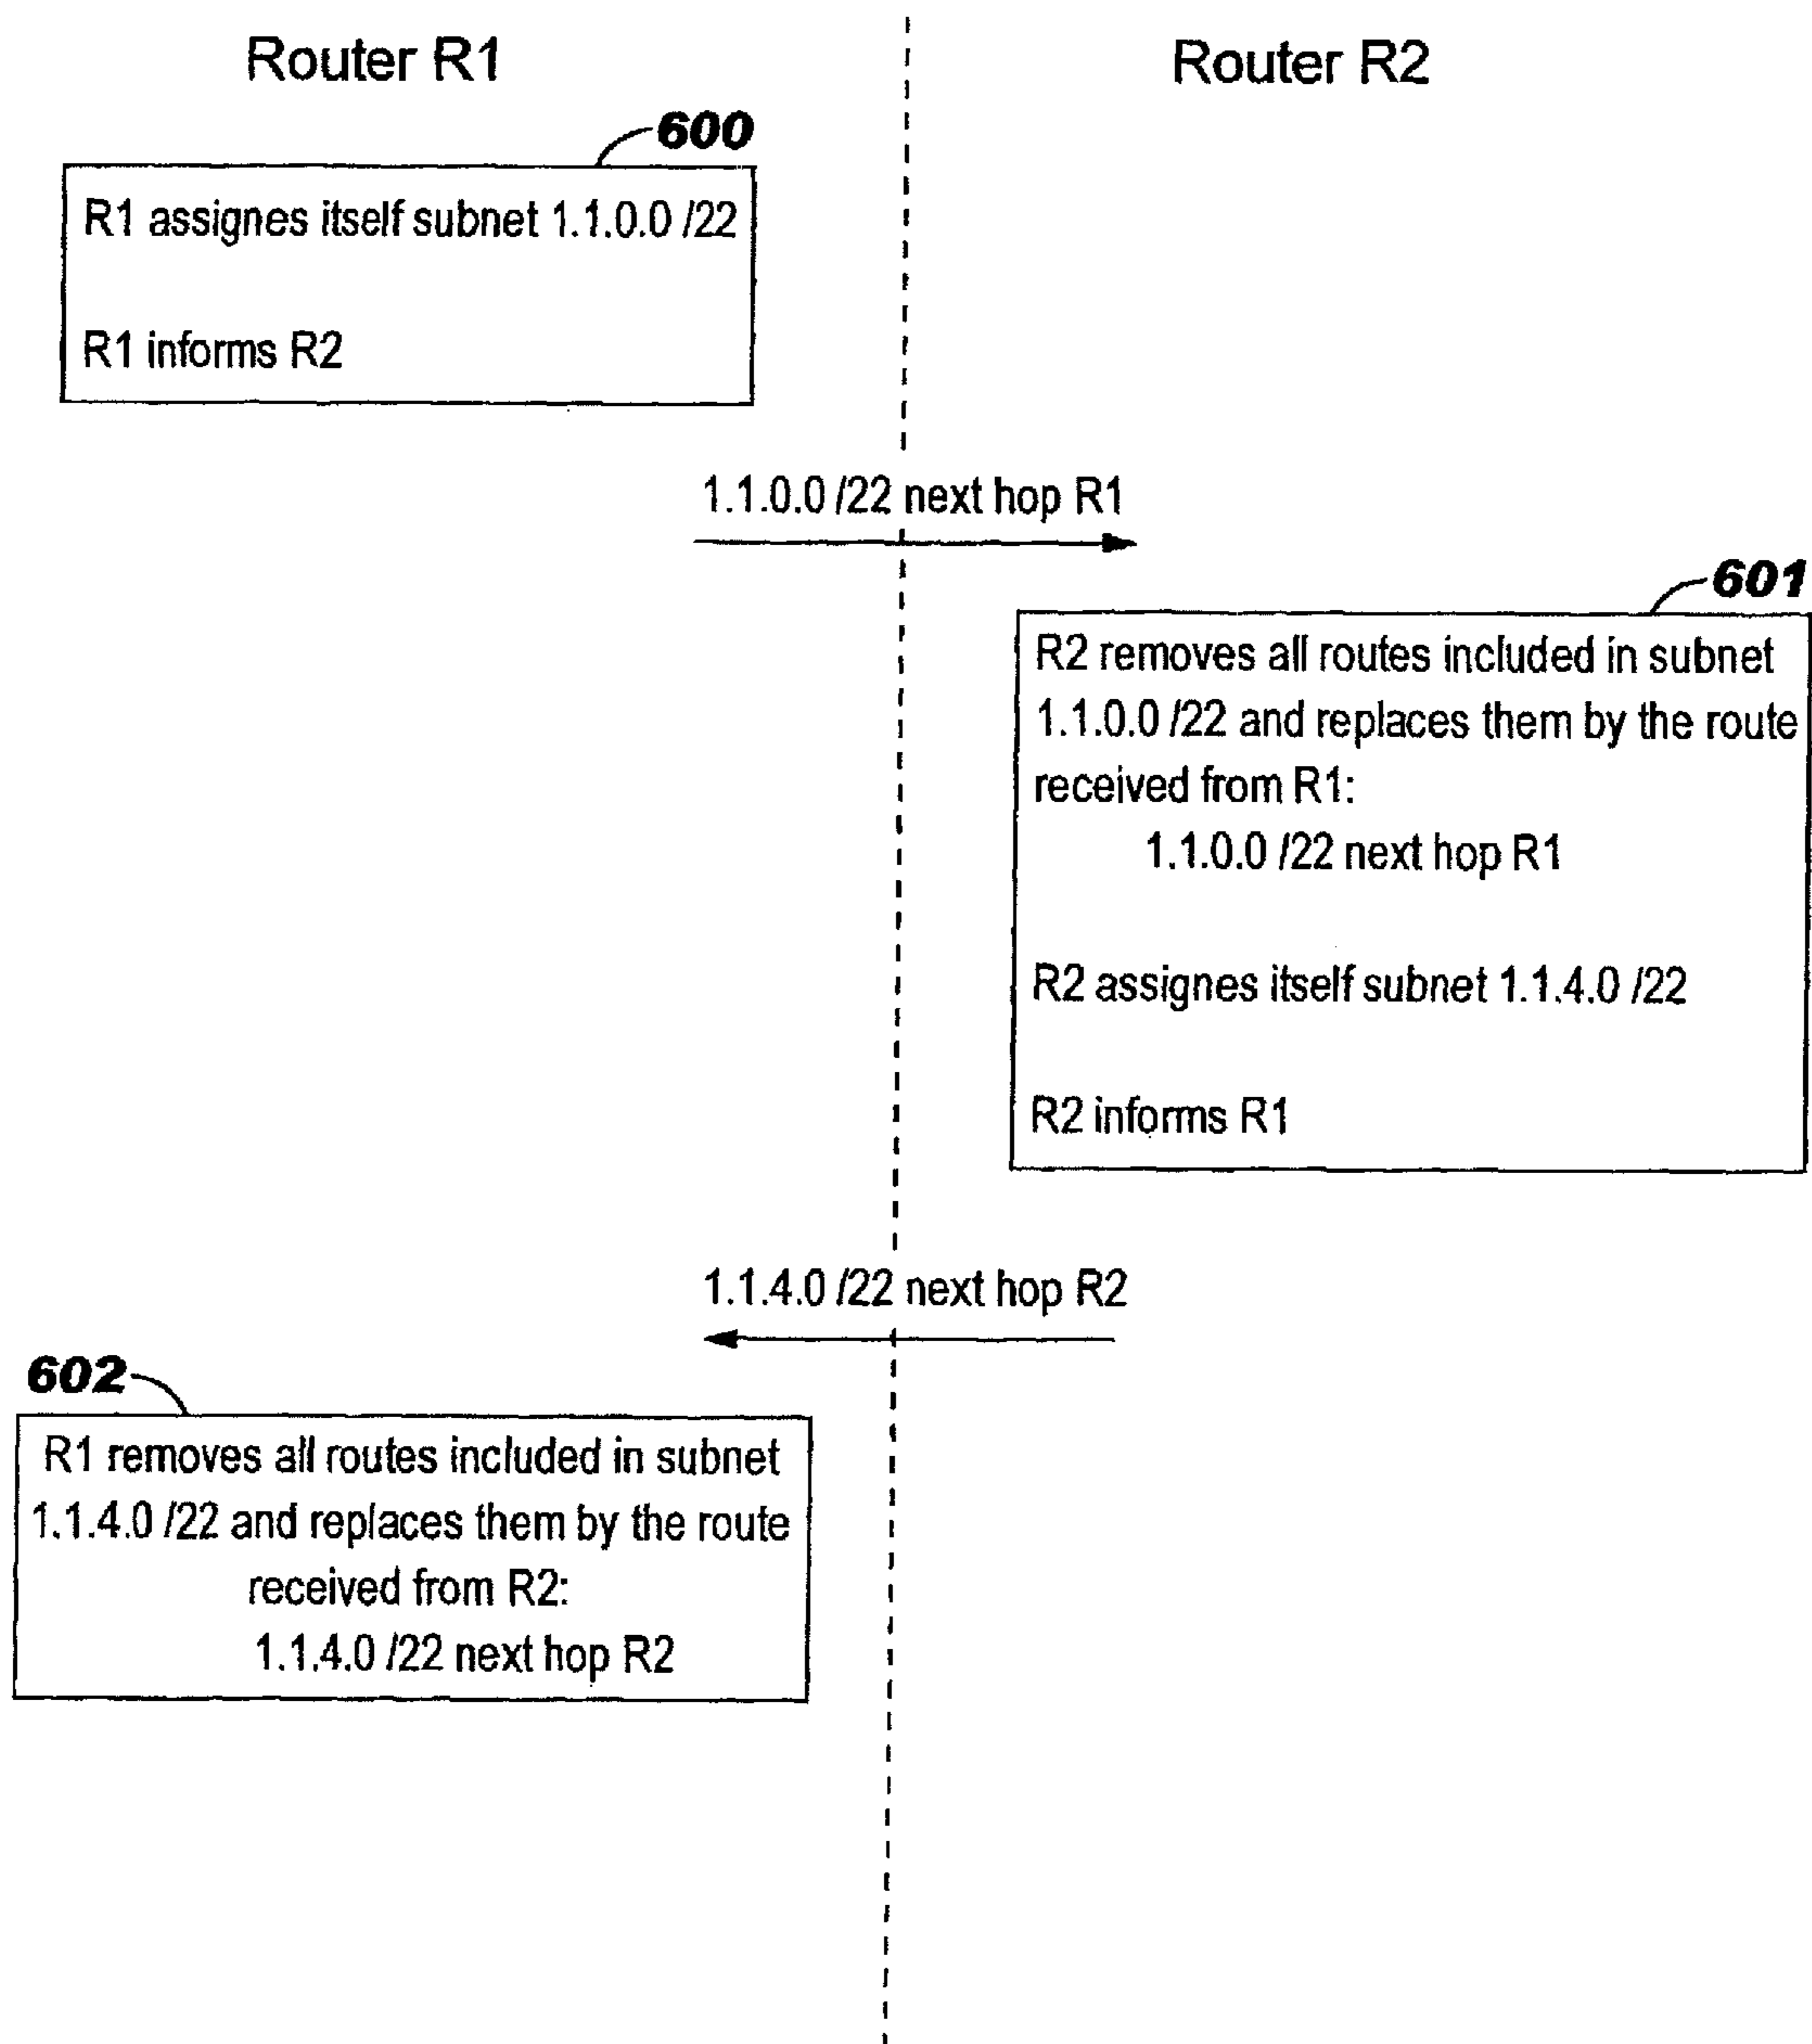 Router R1
Router R2
600
R1 assignes itself subnet 1.1.0.0 /22
R1 informs R2
1.1.0.0 /22 next hop R1
601
R2 removes all routes included in subnet
1.1.0.0 /22 and replaces them by the route
received from R1:
1.1.0.0 /22 next hop R1
R2 assignes itself subnet 1.1.4.0 /22
R2 informs R1
1.1.4.0 /22 next hop R2
602
R1 removes all routes included in subnet
1.1.4.0 /22 and replaces them by the route
received from R2:
1.1.4.0 /22 next hop R2